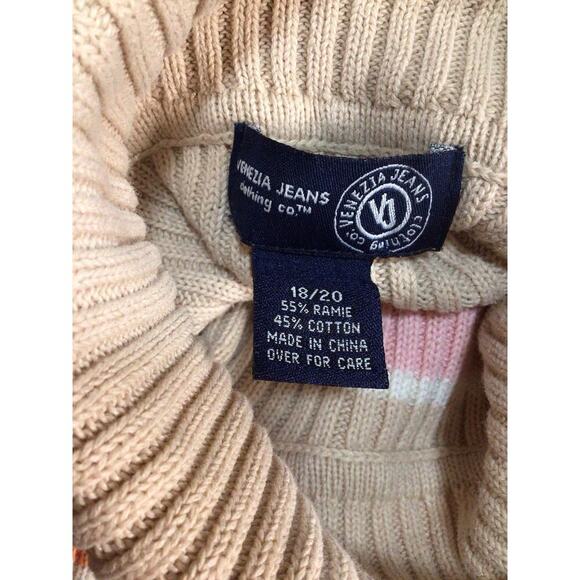 VENEZIA JEANS
clothing co.™
VENEZIA JEANS
clothing co.
VJ
18/20
55% RAMIE
45% COTTON
MADE IN CHINA
OVER FOR CARE